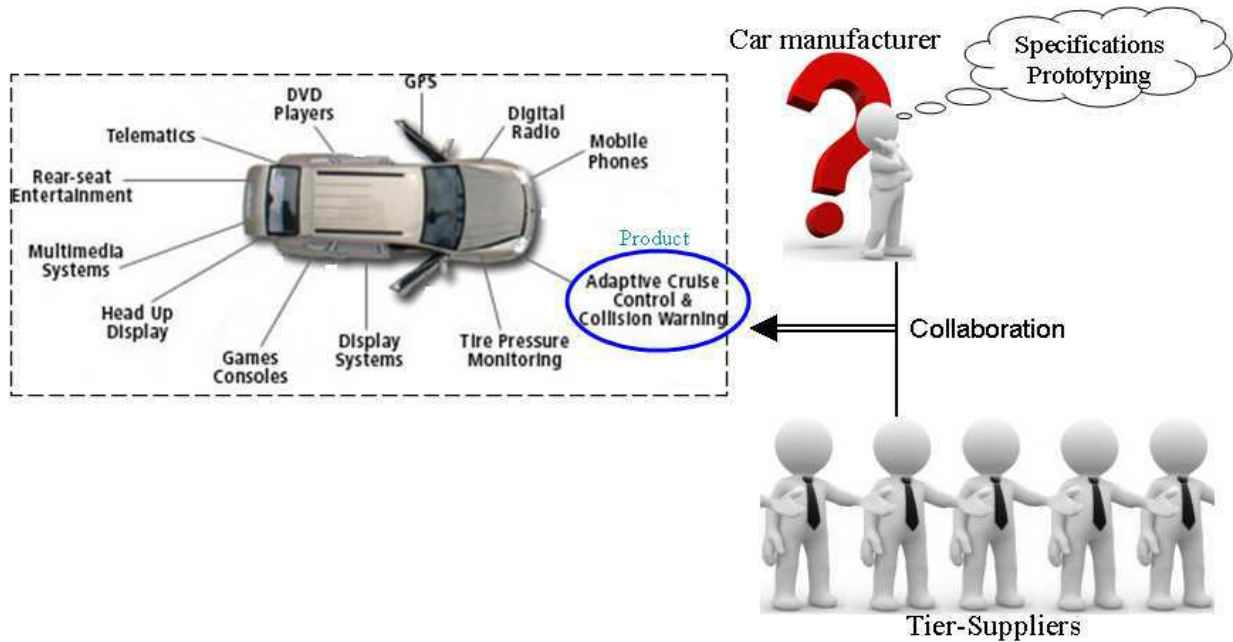 Car manufacturer
Specifications
Prototyping
GPS
DVD
Players
Digital
Radio
Telematics
Mobile
Phones
Rear-seat
Entertainment
Product
Multimedia
Systems
Adaptive Cruise
Control &
Collision Warning
Head Up
Display
Games
Consoles
Display
Systems
Tire Pressure
Monitoring
Collaboration
Tier-Suppliers